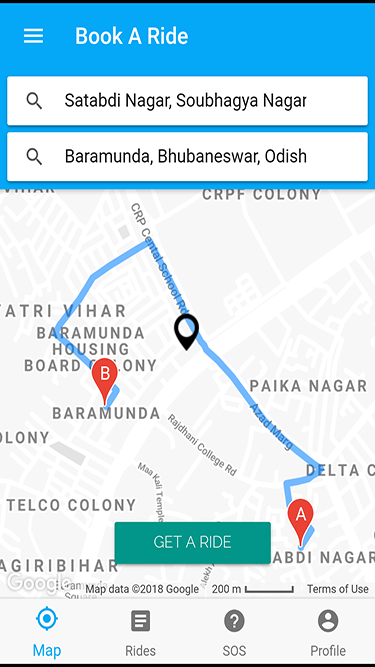 Book A Ride
Satabdi Nagar, Soubhagya Nagar
Baramunda, Bhubaneswar, Odish
CRPF COLONY
CRP Cental School Rd
ATRI VIHAR
BARAMUNDA
HOUSING
BOARD COLONY
B
PAIKA NAGAR
BARAMUNDA
Azad Marg
Rajdhani College Rd
OLONY
DELTA C
Maa Kali Temple
TELCO COLONY
A
GET A RIDE
ABDI NAGAR
AGIRIBIHAR
Google
Square
Map data ©2018 Google
200 m
Terms of Use
Map
Rides
SOS
Profile